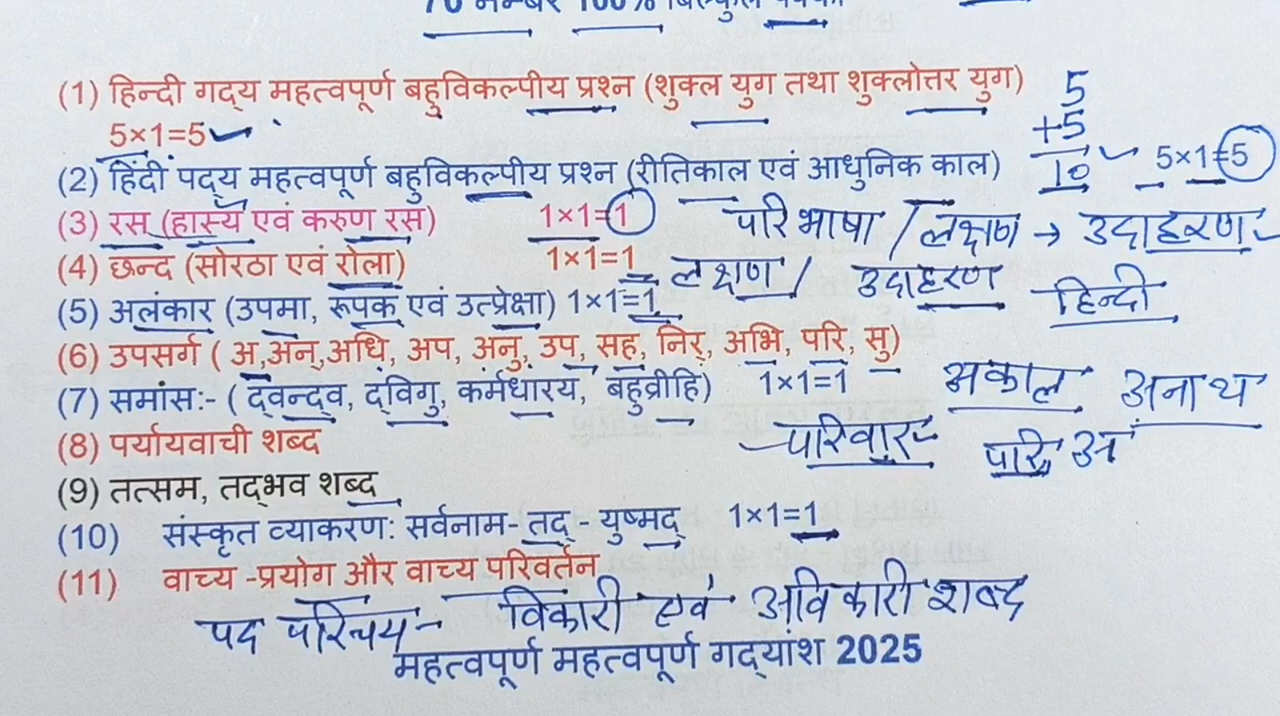 70 नम्बर 100% बिल्कुल पक्का
(1) हिन्दी गद्य महत्वपूर्ण बहुविकल्पीय प्रश्न (शुक्ल युग तथा शुक्लोत्तर युग)
5×1=5
5
+5
10
5×1=5
(2) हिंदी पद्य महत्वपूर्ण बहुविकल्पीय प्रश्न (रीतिकाल एवं आधुनिक काल)
(3) रस (हास्य एवं करुण रस) 1×1=1 परिभाषा / लक्षण → उदाहरण
(4) छन्द (सोरठा एवं रोला) 1×1=1 लक्षण / उदाहरण
(5) अलंकार (उपमा, रूपक एवं उत्प्रेक्षा) 1×1=1 हिन्दी
(6) उपसर्ग ( अ,अन्,अधि, अप, अनु, उप, सह, निर्, अभि, परि, सु)
(7) समांस:- ( द्वन्द्व, द्विगु, कर्मधारय, बहुव्रीहि) 1×1=1 अकाल अनाथ
(8) पर्यायवाची शब्द परिवार परि अ
(9) तत्सम, तद्भव शब्द
(10) संस्कृत व्याकरण: सर्वनाम- तद् - युष्मद् 1×1=1
(11) वाच्य -प्रयोग और वाच्य परिवर्तन
पद परिचय- विकारी एवं अविकारी शब्द
महत्वपूर्ण महत्वपूर्ण गद्यांश 2025